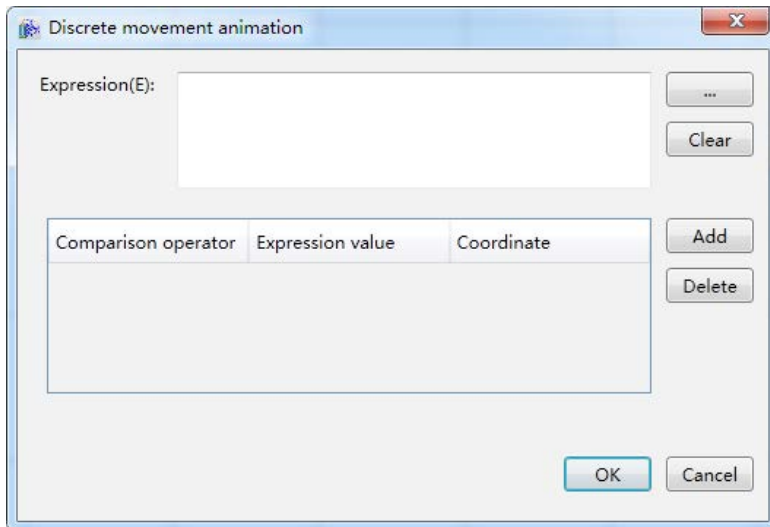 Discrete movement animation
Expression(E):
...
Clear
Comparison operator Expression value Coordinate
Add
Delete
OK Cancel